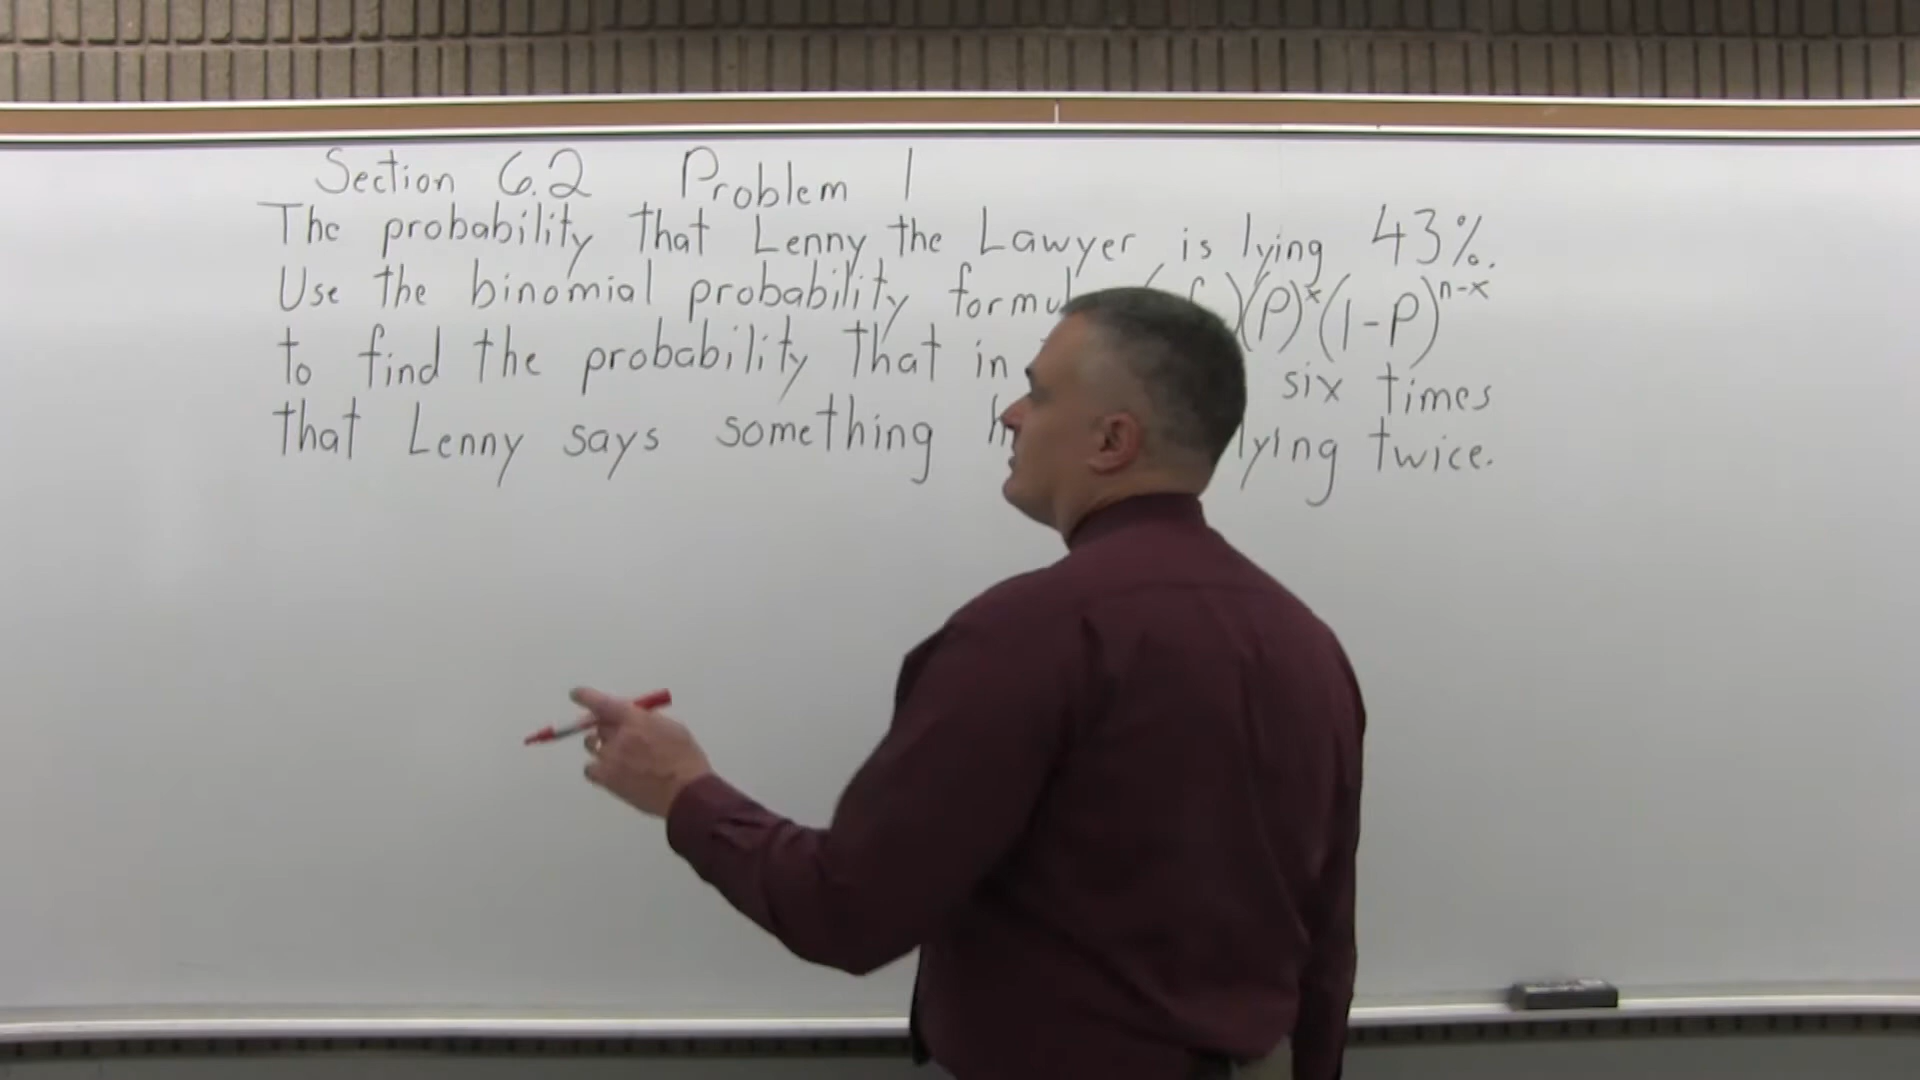 Section 6.2 Problem 1
The probability that Lenny the Lawyer is lying 43%.
Use the binomial probability )(P)^x(1-P)^n-x
to find the probability that in six times
that Lenny says something lying twice.